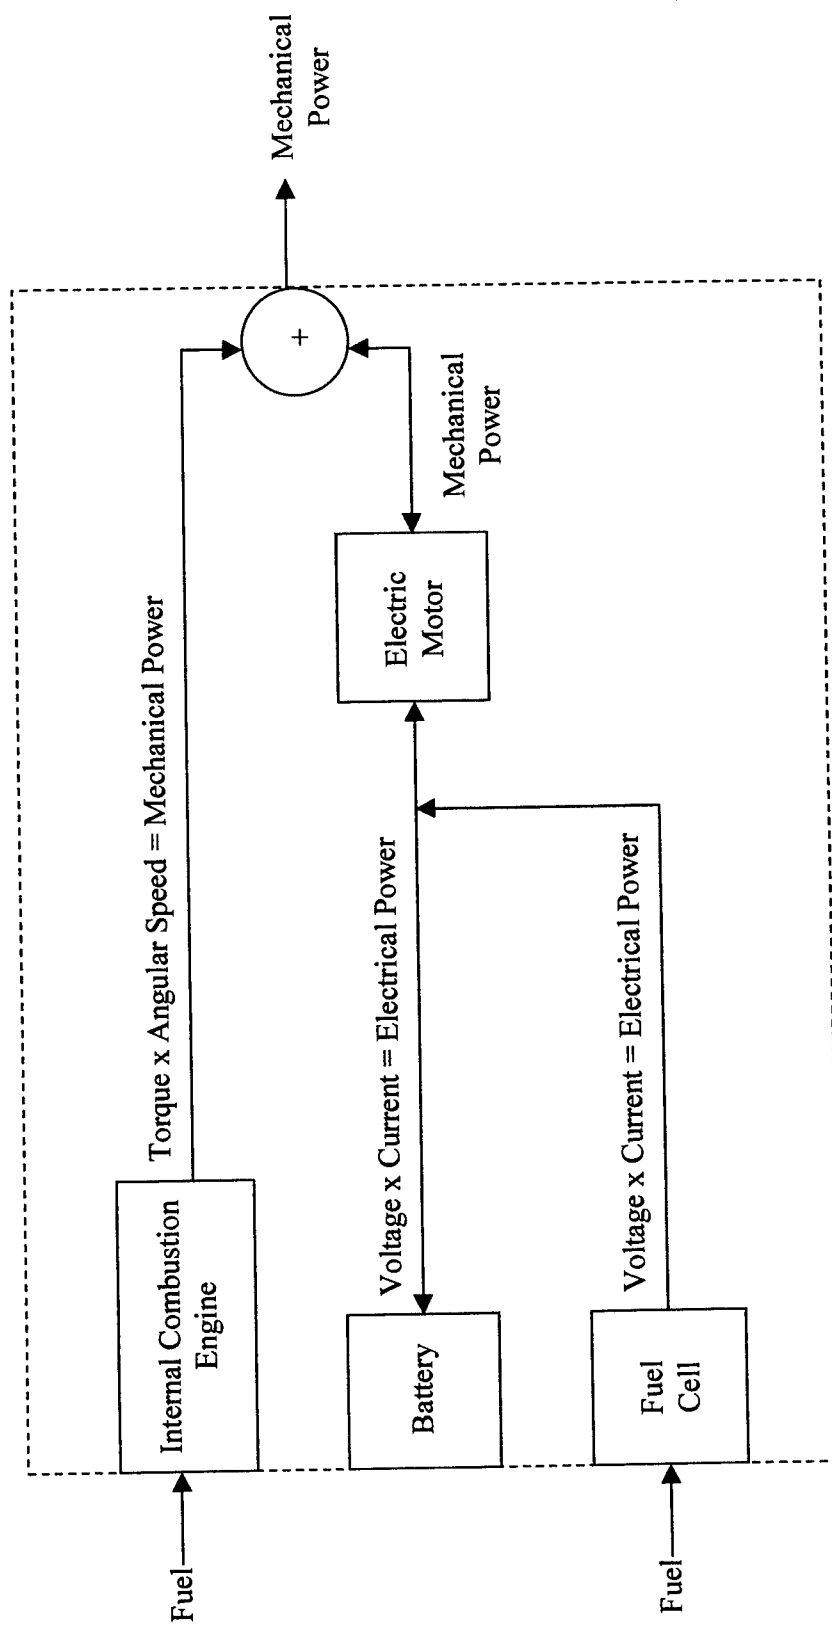 Fuel
Internal Combustion
Engine
Torque x Angular Speed = Mechanical Power
+
Mechanical
Power
Battery
Voltage x Current = Electrical Power
Electric
Motor
Mechanical
Power
Fuel
Fuel
Cell
Voltage x Current = Electrical Power